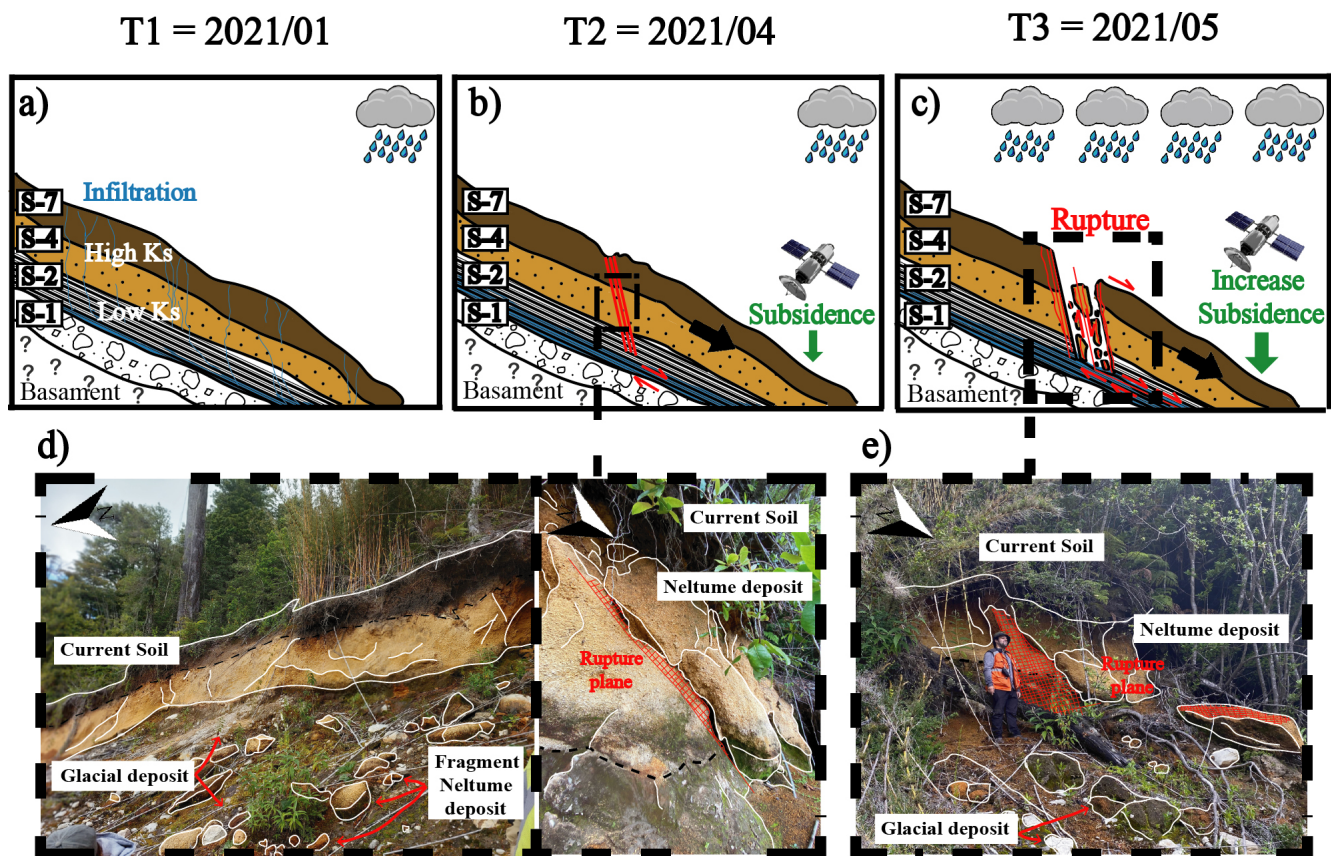 T1 = 2021/01
T2 = 2021/04
T3 = 2021/05
a)
S-7
S-4
S-2
S-1
Infiltration
High Ks
Low Ks
? ? ? ? ? ?
Basament
b)
S-7
S-4
S-2
S-1
Subsidence
? ? ? ? ? ?
Basament
c)
S-7
S-4
S-2
S-1
Rupture
Increase
Subsidence
? ? ? ? ? ?
Basament
d)
N
Current Soil
Glacial deposit
Fragment
Neltume
deposit
Current Soil
Neltume deposit
Rupture
plane
e)
N
Current Soil
Neltume deposit
Rupture
plane
Glacial deposit